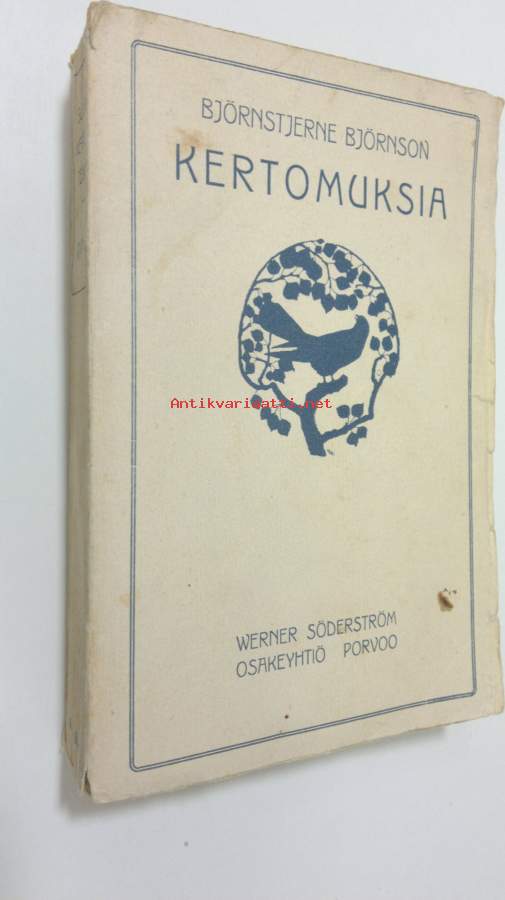 BJÖRNSTJERNE BJÖRNSON
KERTOMUKSIA
Antikvariaatti.net
WERNER SÖDERSTRÖM
OSAKEYHTIÖ PORVOO